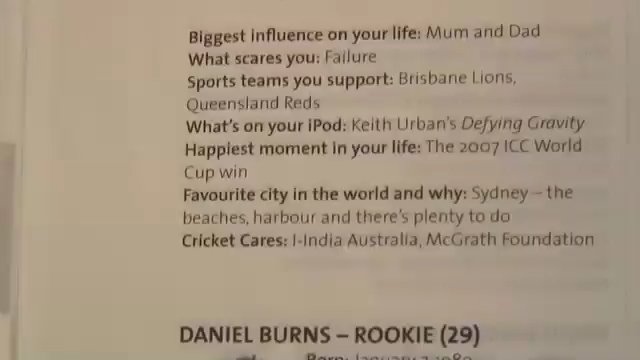 Biggest influence on your life: Mum and Dad
What scares you: Failure
Sports teams you support: Brisbane Lions,
Queensland Reds
What's on your iPod: Keith Urban's Defying Gravity
Happiest moment in your life: The 2007 ICC World
Cup win
Favourite city in the world and why: Sydney – the
beaches, harbour and there's plenty to do
Cricket Cares: I-India Australia, McGrath Foundation
DANIEL BURNS – ROOKIE (29)
Born: January